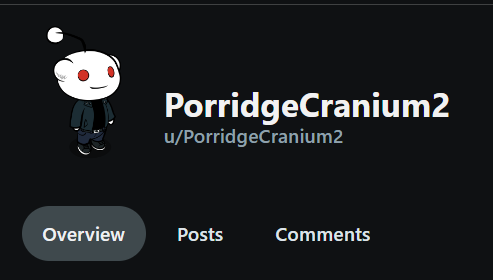 PorridgeCranium2
u/PorridgeCranium2
Overview Posts Comments